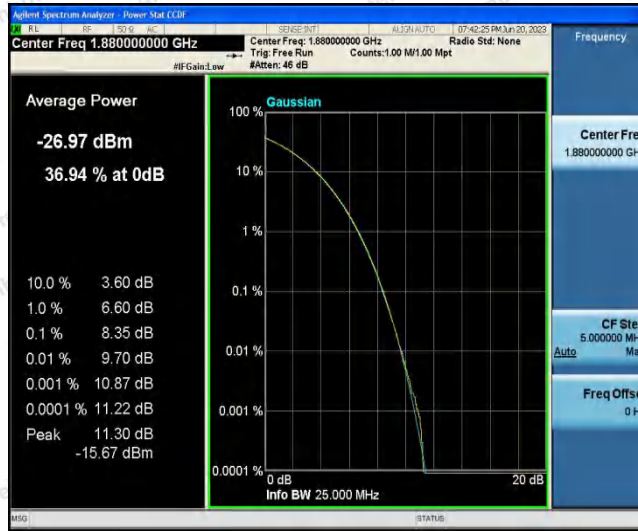 Agilent Spectrum Analyzer - Power Stat CCDF
RL RF 50 Ω AC SENSE:INT ALIGN AUTO 07:42:25 PM Jun 20, 2023
Center Freq 1.880000000 GHz
Center Freq: 1.880000000 GHz Radio Std: None
Trig: Free Run Counts:1.00 M/1.00 Mpt
#IFGain:Low #Atten: 46 dB
Frequency
Average Power
-26.97 dBm
36.94 % at 0dB
10.0 % 3.60 dB
1.0 % 6.60 dB
0.1 % 8.35 dB
0.01 % 9.70 dB
0.001 % 10.87 dB
0.0001 % 11.22 dB
Peak 11.30 dB
-15.67 dBm
Gaussian
100 %
10 %
1 %
0.1 %
0.01 %
0.001 %
0.0001 %
0 dB 20 dB
Info BW 25.000 MHz
Center Fre
1.880000000 GH
CF Ste
5.000000 MH
Auto Ma
Freq Offse
0 H
MSG STATUS